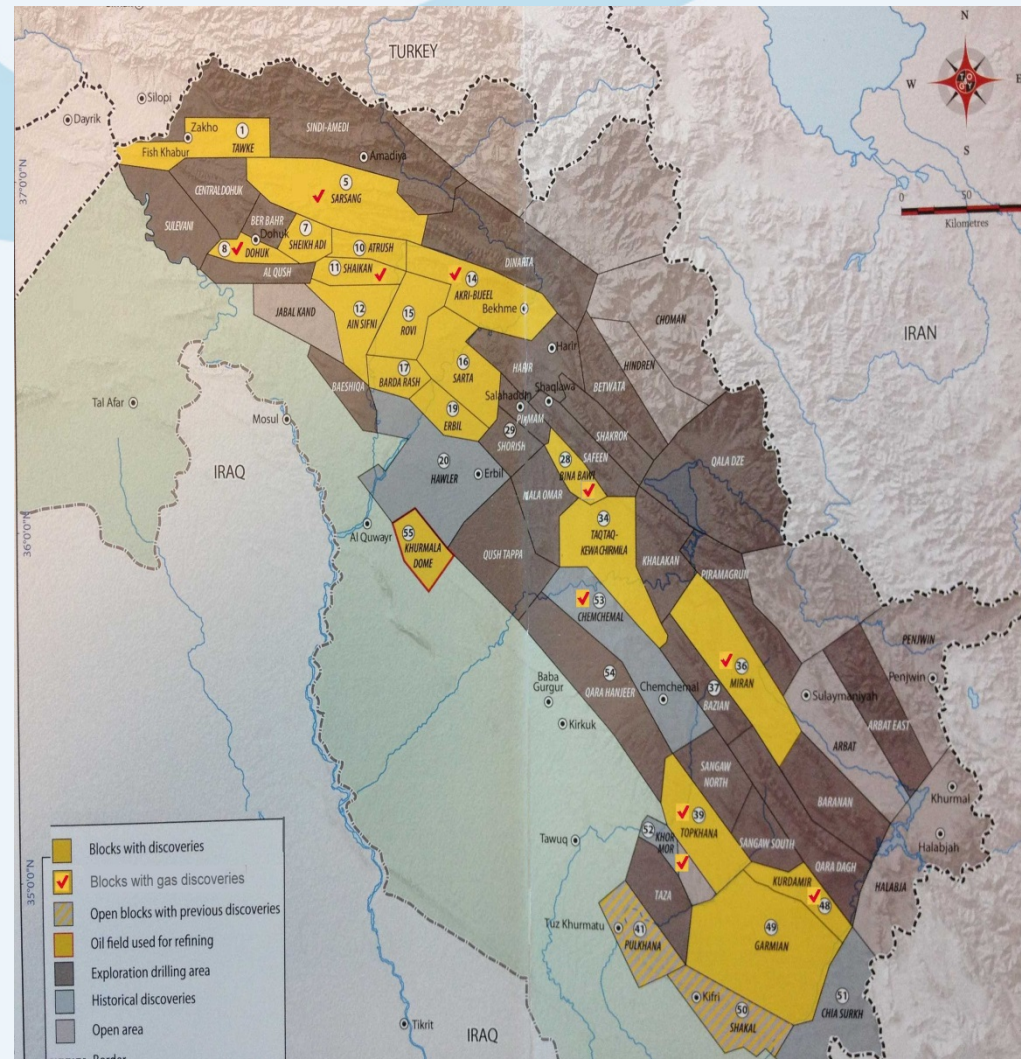 TURKEY
N
W
E
S
Silopi
Dayrik
Zakho
1
TAWKE
SINDI-AMEDI
Fish Khabur
Amadiya
37°0'0"N
0
50
Kilometres
CENTRAL DOHUK
5
SARSANG
SULEVANI
BER BAHR
7
SHEIKH ADI
Dohuk
8
DOHUK
10
ATRUSH
11
SHAIKAN
AL QUSH
DINARTA
14
AKRI-BIJEEL
JABAL KAND
12
AIN SIFNI
15
ROVI
Bekhme
CHOMAN
IRAN
Harir
HARIR
HINDREN
BETWATA
16
SARTA
17
BARDA RASH
BAESHIQA
Tal Afar
Mosul
Salahaddin
Shaqlawa
PIRMAM
19
ERBIL
29
SHORISH
SHAKROK
SAFEEN
QALA DZE
IRAQ
20
HAWLER
Erbil
28
BINA BAWI
MALA OMAR
36°0'0"N
Al Quwayr
55
KHURMALA
DOME
34
TAQTAQ-
KEWA CHIRMILA
QUSH TAPPA
KHALAKAN
PIRAMAGRUN
53
CHEMCHEMAL
PENJWIN
36
MIRAN
54
QARA HANJEER
Baba
Gurgur
Chemchemal
37
BAZIAN
Sulaymaniyah
Penjwin
Kirkuk
ARBAT EAST
ARBAT
SANGAW
NORTH
BARANAN
Khurmal
39
TOPKHANA
Tawuq
52
KHOR
MOR
SANGAW SOUTH
Halabjah
QARA DAGH
HALABJA
KURDAMIR
48
TAZA
35°0'0"N
Tuz Khurmatu
41
PULKHANA
49
GARMIAN
Kifri
50
SHAKAL
51
CHIA SURKH
Tikrit
IRAQ
Blocks with discoveries
Blocks with gas discoveries
Open blocks with previous discoveries
Oil field used for refining
Exploration drilling area
Historical discoveries
Open area
Border